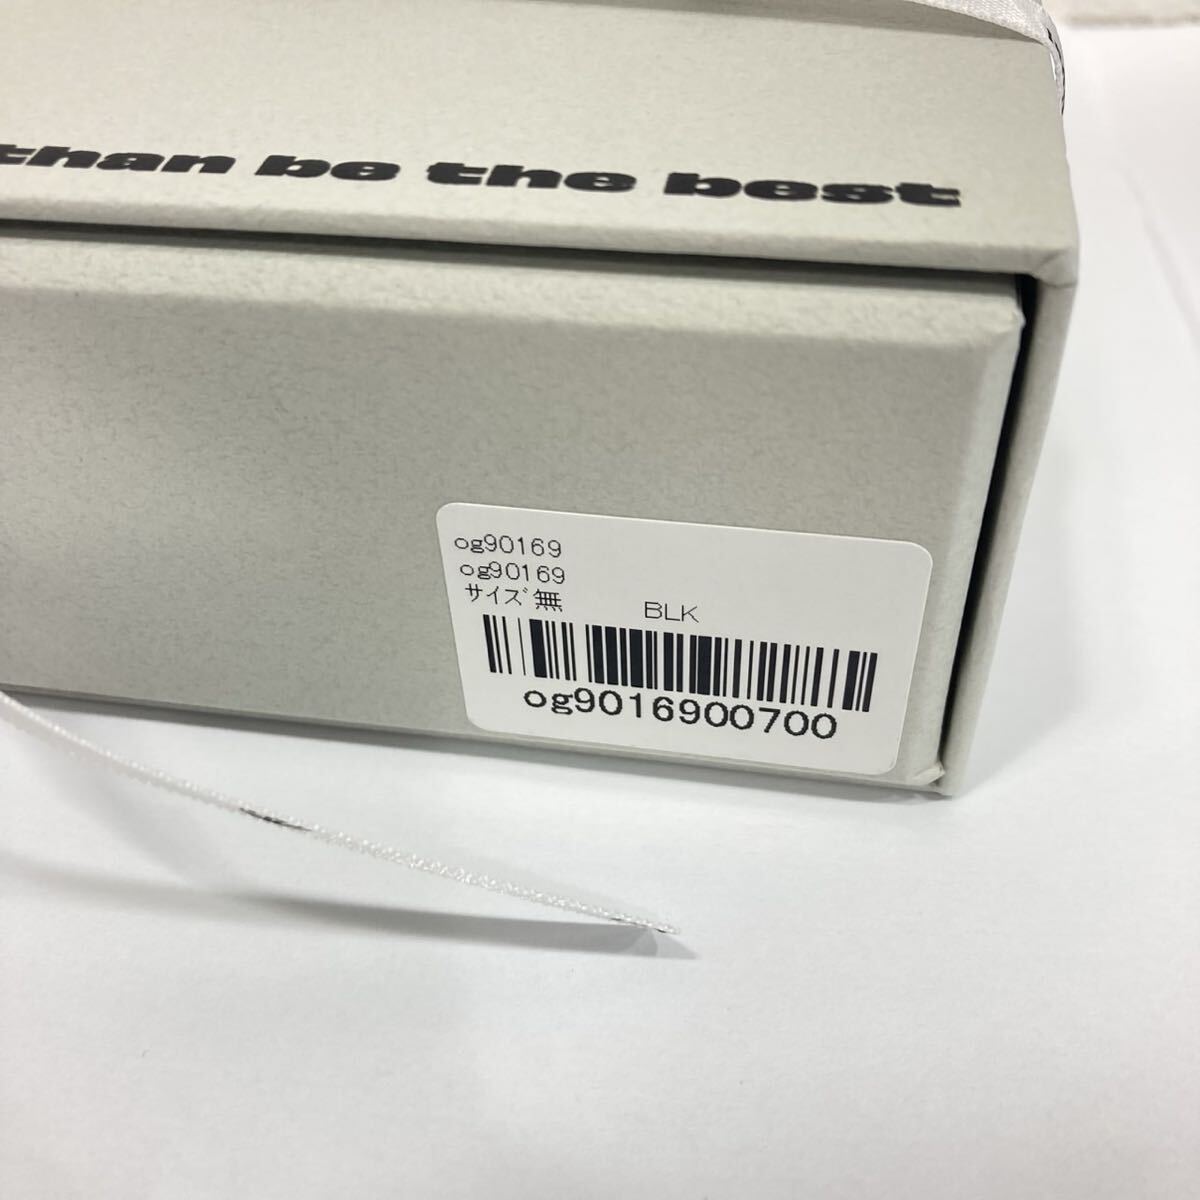 than be the best
og90169
og90169
サイズ無 BLK
og9016900700